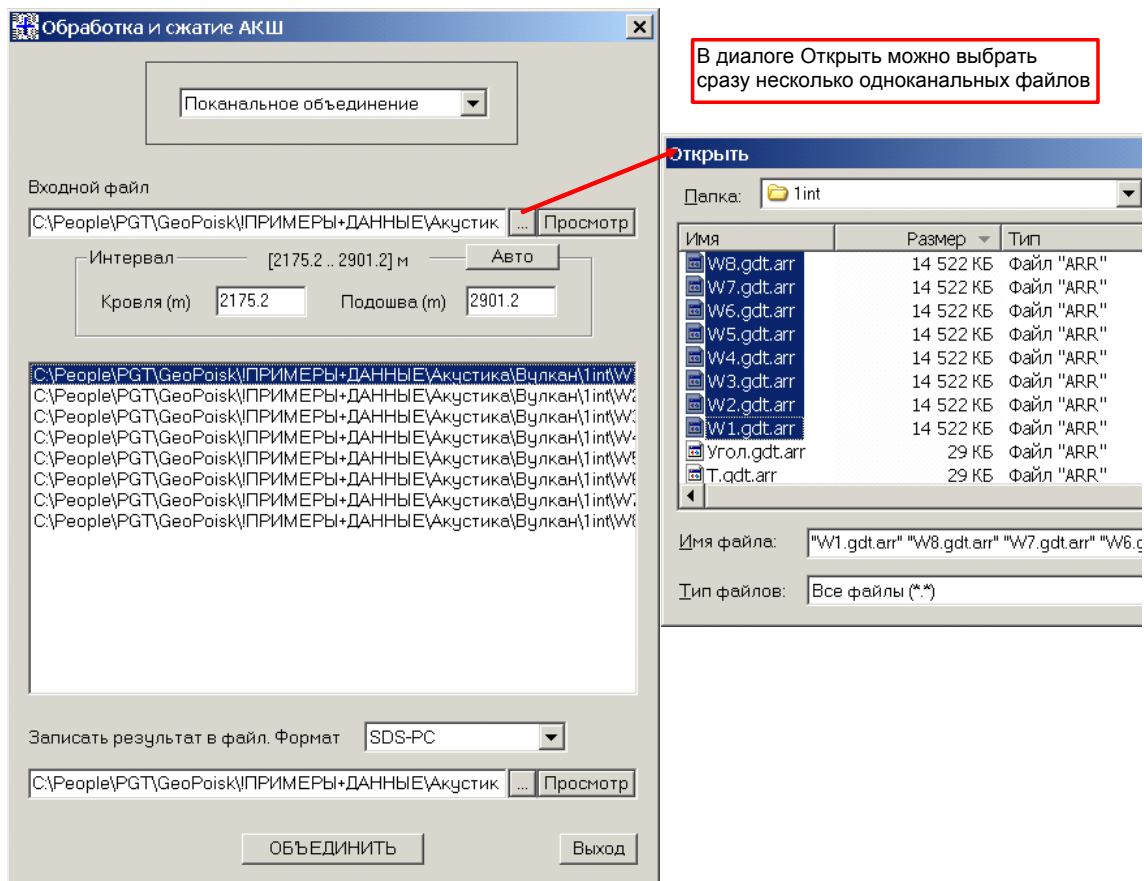 Обработка и сжатие АКШ
Поканальное объединение
Входной файл
C:\People\PGT\GeoPoisk\!ПРИМЕРЫ+ДАННЫЕ\Акустик
...
Просмотр
Интервал
[2175.2 .. 2901.2] м
Авто
Кровля (m)
2175.2
Подошва (m)
2901.2
C:\People\PGT\GeoPoisk\!ПРИМЕРЫ+ДАННЫЕ\Акустика\Вулкан\1int\W1
C:\People\PGT\GeoPoisk\!ПРИМЕРЫ+ДАННЫЕ\Акустика\Вулкан\1int\W2
C:\People\PGT\GeoPoisk\!ПРИМЕРЫ+ДАННЫЕ\Акустика\Вулкан\1int\W3
C:\People\PGT\GeoPoisk\!ПРИМЕРЫ+ДАННЫЕ\Акустика\Вулкан\1int\W4
C:\People\PGT\GeoPoisk\!ПРИМЕРЫ+ДАННЫЕ\Акустика\Вулкан\1int\W5
C:\People\PGT\GeoPoisk\!ПРИМЕРЫ+ДАННЫЕ\Акустика\Вулкан\1int\W6
C:\People\PGT\GeoPoisk\!ПРИМЕРЫ+ДАННЫЕ\Акустика\Вулкан\1int\W7
C:\People\PGT\GeoPoisk\!ПРИМЕРЫ+ДАННЫЕ\Акустика\Вулкан\1int\W8
Записать результат в файл. Формат
SDS-PC
C:\People\PGT\GeoPoisk\!ПРИМЕРЫ+ДАННЫЕ\Акустик
...
Просмотр
ОБЪЕДИНИТЬ
Выход
В диалоге Открыть можно выбрать
сразу несколько одноканальных файлов
Открыть
Папка:
1int
Имя Размер Тип
W8.gdt.arr 14 522 КБ Файл "ARR"
W7.gdt.arr 14 522 КБ Файл "ARR"
W6.gdt.arr 14 522 КБ Файл "ARR"
W5.gdt.arr 14 522 КБ Файл "ARR"
W4.gdt.arr 14 522 КБ Файл "ARR"
W3.gdt.arr 14 522 КБ Файл "ARR"
W2.gdt.arr 14 522 КБ Файл "ARR"
W1.gdt.arr 14 522 КБ Файл "ARR"
Угол.gdt.arr 29 КБ Файл "ARR"
T.gdt.arr 29 КБ Файл "ARR"
Имя файла:
"W1.gdt.arr" "W8.gdt.arr" "W7.gdt.arr" "W6.g
Тип файлов:
Все файлы (*.*)